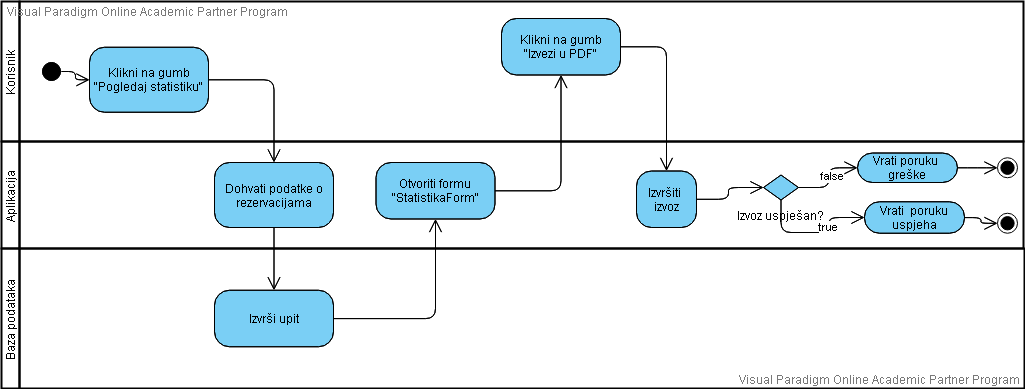 Visual Paradigm Online Academic Partner Program
Korisnik
Klikni na gumb
"Pogledaj statistiku"
Klikni na gumb
"Izvezi u PDF"
Aplikacija
Dohvati podatke o
rezervacijama
Otvoriti formu
"StatistikaForm"
Izvršiti
izvoz
Izvoz uspješan?
false
Vrati poruku
greške
true
Vrati poruku
uspjeha
Baza podataka
Izvrši upit
Visual Paradigm Online Academic Partner Program